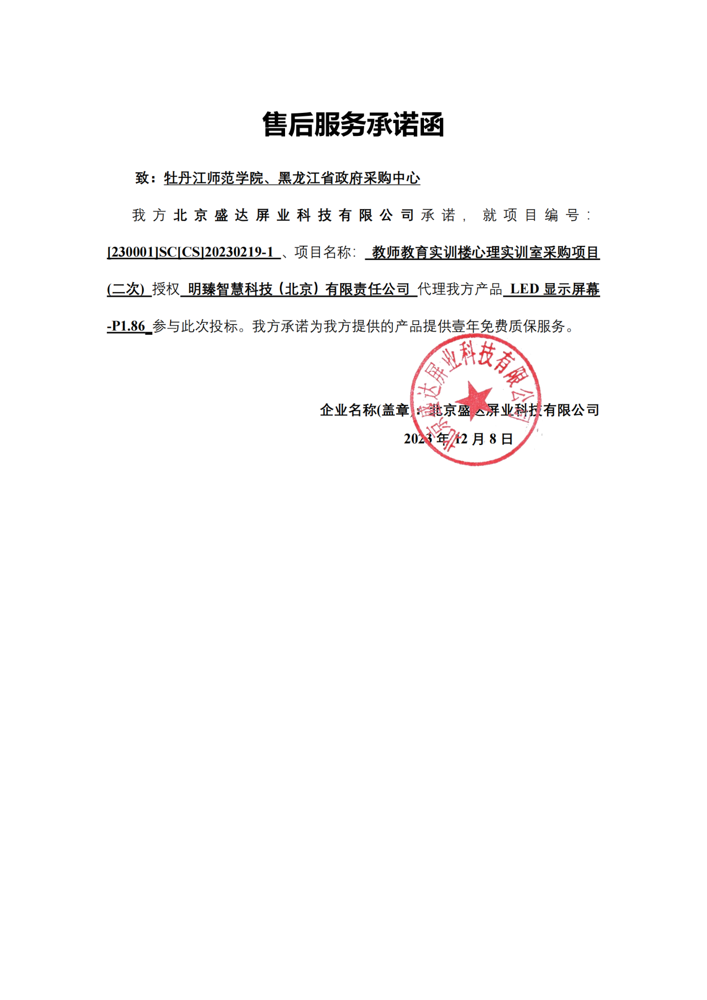 售后服务承诺函
致：牡丹江师范学院、黑龙江省政府采购中心
我方北京盛达屏业科技有限公司承诺，就项目编号：
[230001]SC[CS]20230219-1 、项目名称： 教师教育实训楼心理实训室采购项目
(二次) 授权 明臻智慧科技（北京）有限责任公司 代理我方产品 LED 显示屏幕
-P1.86 参与此次投标。我方承诺为我方提供的产品提供壹年免费质保服务。
企业名称(盖章)：北京盛达屏业科技有限公司
2023 年 12 月 8 日
北京盛达屏业科技有限公司